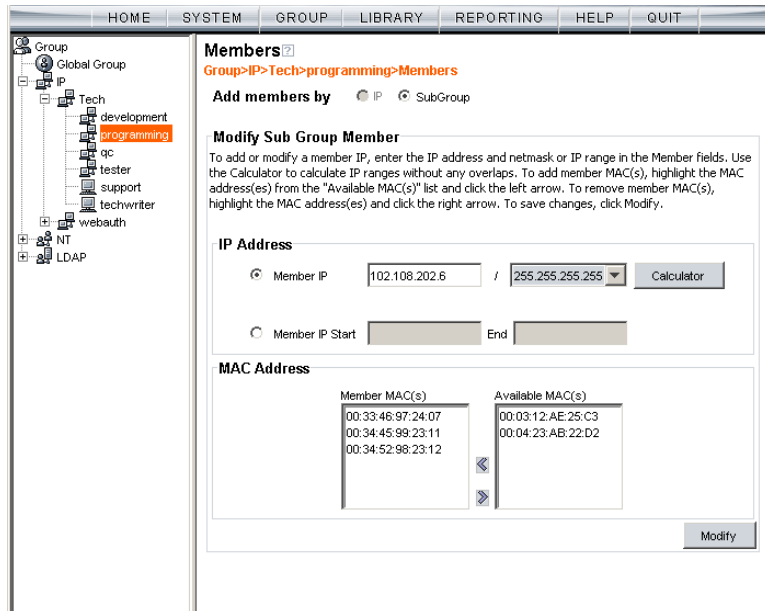 HOME SYSTEM GROUP LIBRARY REPORTING HELP QUIT
Group
Global Group
IP
Tech
development
programming
qc
tester
support
techwriter
webauth
NT
LDAP
Members?
Group>IP>Tech>programming>Members
Add members by IP SubGroup
Modify Sub Group Member
To add or modify a member IP, enter the IP address and netmask or IP range in the Member fields. Use
the Calculator to calculate IP ranges without any overlaps. To add member MAC(s), highlight the MAC
address(es) from the "Available MAC(s)" list and click the left arrow. To remove member MAC(s),
highlight the MAC address(es) and click the right arrow. To save changes, click Modify.
IP Address
Member IP 102.108.202.6 / 255.255.255.255 Calculator
Member IP Start End
MAC Address
Member MAC(s) Available MAC(s)
00:33:46:97:24:07 00:03:12:AE:25:C3
00:34:45:99:23:11 00:04:23:AB:22:D2
00:34:52:98:23:12
Modify